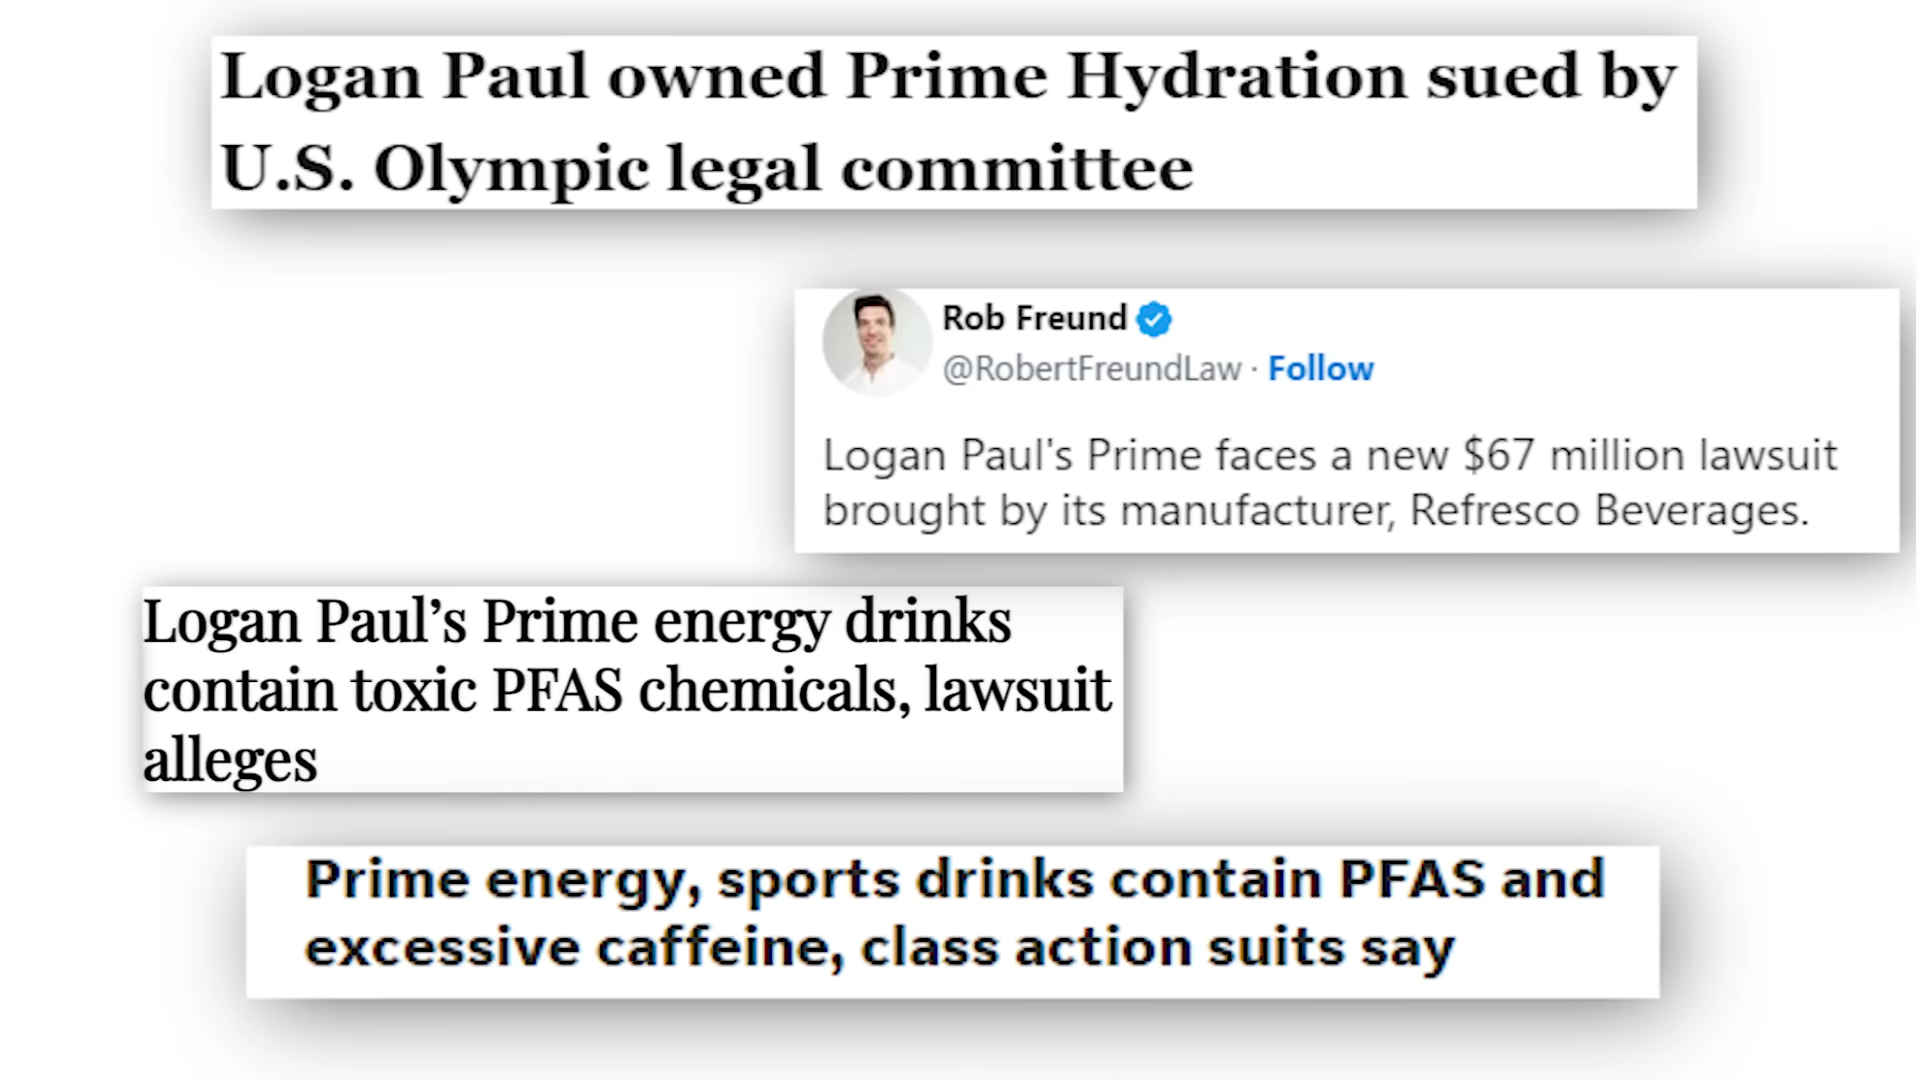 Logan Paul owned Prime Hydration sued by
U.S. Olympic legal committee
Rob Freund
@RobertFreundLaw · Follow
Logan Paul's Prime faces a new $67 million lawsuit
brought by its manufacturer, Refresco Beverages.
Logan Paul’s Prime energy drinks
contain toxic PFAS chemicals, lawsuit
alleges
Prime energy, sports drinks contain PFAS and
excessive caffeine, class action suits say